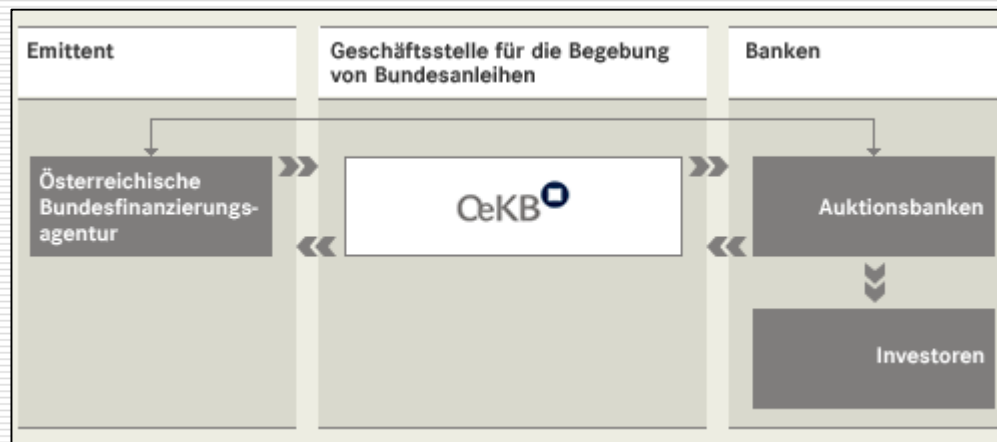 Emittent
Geschäftsstelle für die Begebung
von Bundesanleihen
Banken
Österreichische
Bundesfinanzierungs-
agentur
OeKB
Auktionsbanken
Investoren